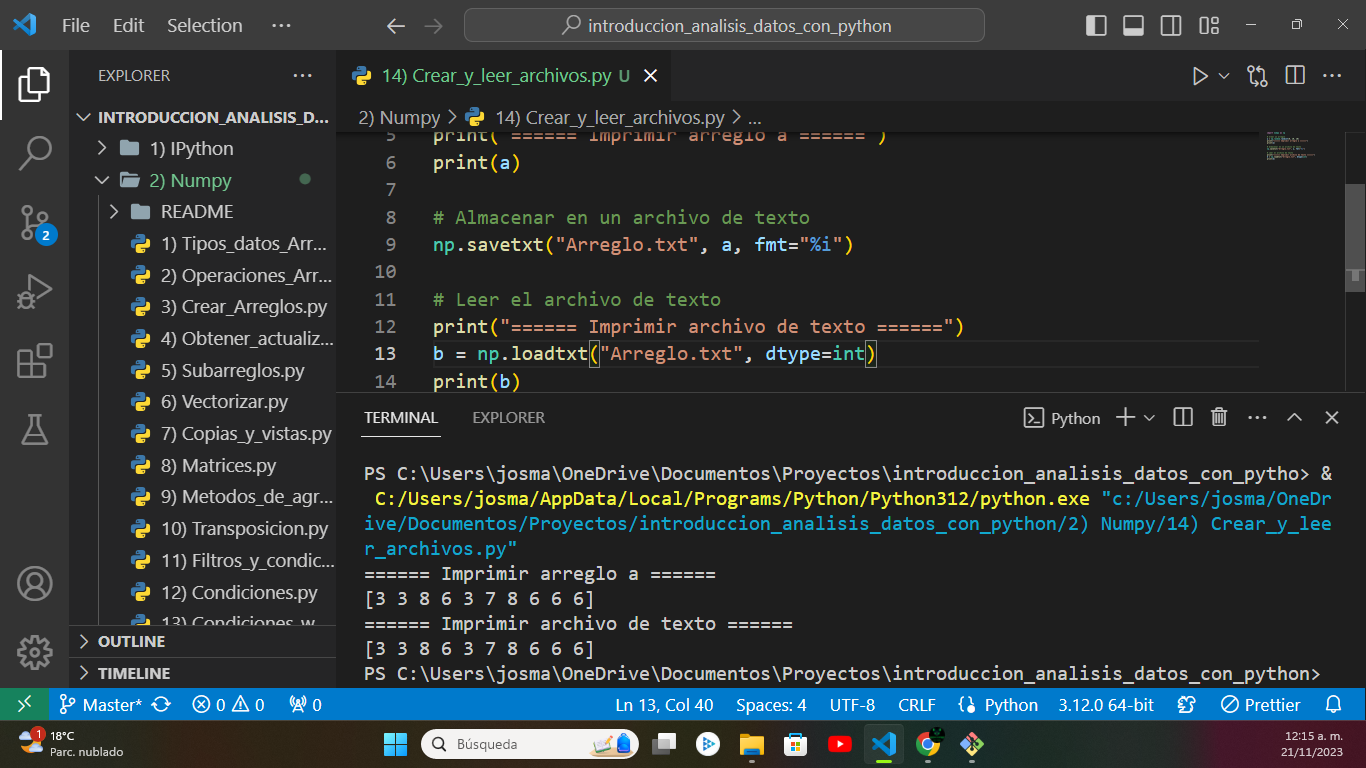 File Edit Selection ··· introduccion_analisis_datos_con_python
EXPLORER ···
INTRODUCCION_ANALISIS_D...
1) IPython
2) Numpy
README
1) Tipos_datos_Arr...
2) Operaciones_Arr...
3) Crear_Arreglos.py
4) Obtener_actualiz...
5) Subarreglos.py
6) Vectorizar.py
7) Copias_y_vistas.py
8) Matrices.py
9) Metodos_de_agr...
10) Transposicion.py
11) Filtros_y_condic...
12) Condiciones.py
13) Condiciones_w
OUTLINE
TIMELINE
2
14) Crear_y_leer_archivos.py U
2) Numpy > 14) Crear_y_leer_archivos.py > ...
5 print("====== Imprimir arreglo a ======")
6 print(a)
7
8 # Almacenar en un archivo de texto
9 np.savetxt("Arreglo.txt", a, fmt="%i")
10
11 # Leer el archivo de texto
12 print("====== Imprimir archivo de texto ======")
13 b = np.loadtxt("Arreglo.txt", dtype=int)
14 print(b)
TERMINAL EXPLORER Python
PS C:\Users\josma\OneDrive\Documentos\Proyectos\introduccion_analisis_datos_con_pytho> &
C:/Users/josma/AppData/Local/Programs/Python/Python312/python.exe "c:/Users/josma/OneDr
ive/Documentos/Proyectos/introduccion_analisis_datos_con_python/2) Numpy/14) Crear_y_lee
r_archivos.py"
====== Imprimir arreglo a ======
[3 3 8 6 3 7 8 6 6 6]
====== Imprimir archivo de texto ======
[3 3 8 6 3 7 8 6 6 6]
PS C:\Users\josma\OneDrive\Documentos\Proyectos\introduccion_analisis_datos_con_python>
Master* 0 0 0 Ln 13, Col 40 Spaces: 4 UTF-8 CRLF Python 3.12.0 64-bit Prettier
1 18°C
Parc. nublado
Búsqueda
12:15 a. m.
21/11/2023